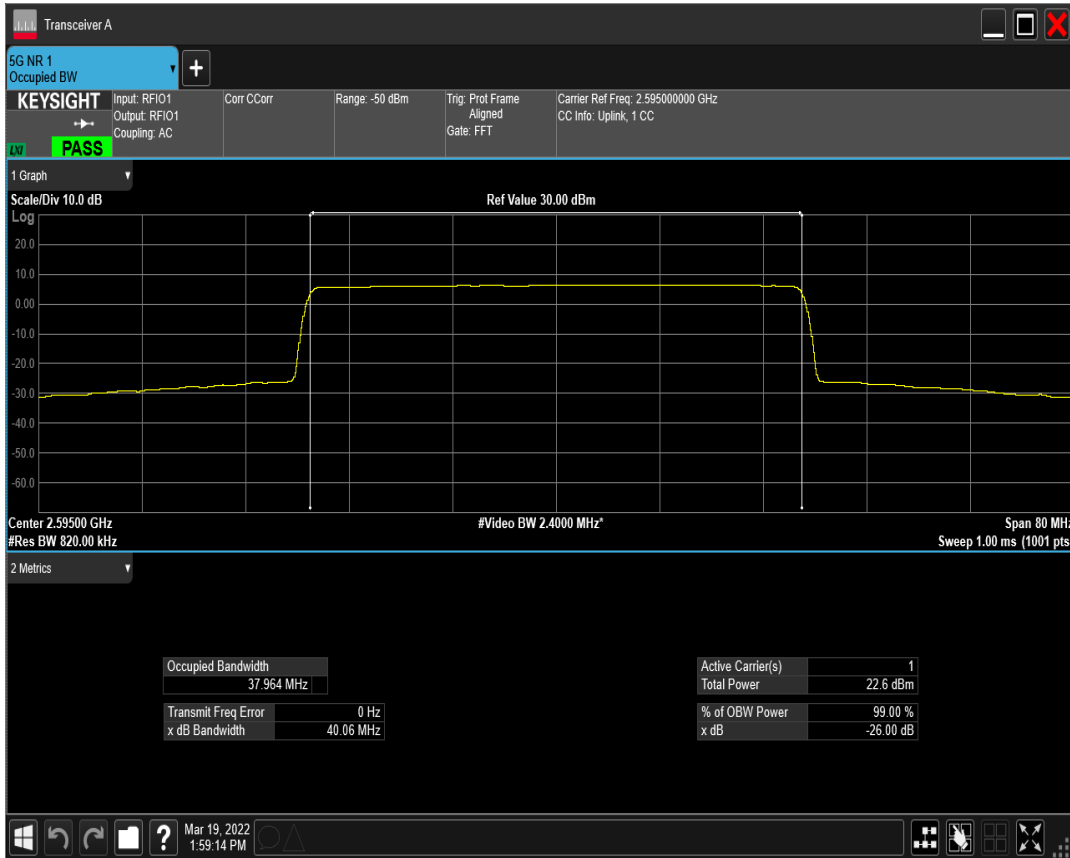 Transceiver A
5G NR 1
Occupied BW
+
KEYSIGHT
LXI
PASS
Input: RFIO1
Output: RFIO1
Coupling: AC
Corr CCorr
Range: -50 dBm
Trig: Prot Frame
Aligned
Gate: FFT
Carrier Ref Freq: 2.595000000 GHz
CC Info: Uplink, 1 CC
1 Graph
Scale/Div 10.0 dB
Ref Value 30.00 dBm
Log
20.0
10.0
0.00
-10.0
-20.0
-30.0
-40.0
-50.0
-60.0
Center 2.59500 GHz
#Video BW 2.4000 MHz*
Span 80 MHz
#Res BW 820.00 kHz
Sweep 1.00 ms (1001 pts
2 Metrics
Occupied Bandwidth
37.964 MHz
Transmit Freq Error 0 Hz
x dB Bandwidth 40.06 MHz
Active Carrier(s) 1
Total Power 22.6 dBm
% of OBW Power 99.00 %
x dB -26.00 dB
?
Mar 19, 2022
1:59:14 PM